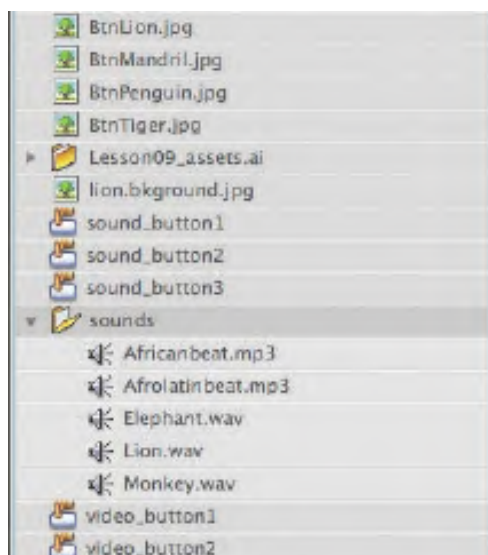 BtnLion.jpg
BtnMandril.jpg
BtnPenguin.jpg
BtnTiger.jpg
Lesson09_assets.ai
lion.bkground.jpg
sound_button1
sound_button2
sound_button3
sounds
Africanbeat.mp3
Afrolatinbeat.mp3
Elephant.wav
Lion.wav
Monkey.wav
video_button1
video_button2